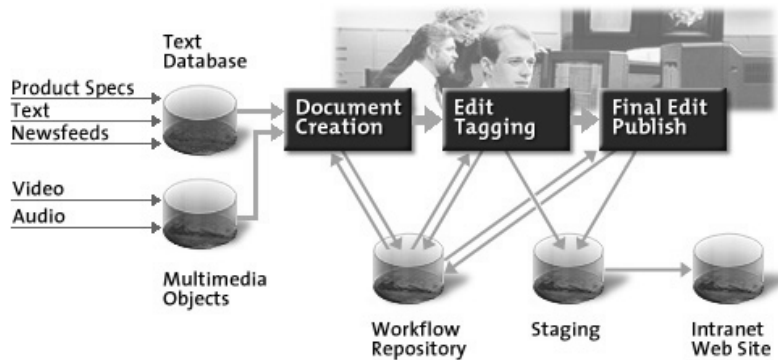 Text
Database
Product Specs
Text
Newsfeeds
Document
Creation
Edit
Tagging
Final Edit
Publish
Video
Audio
Multimedia
Objects
Workflow
Repository
Staging
Intranet
Web Site